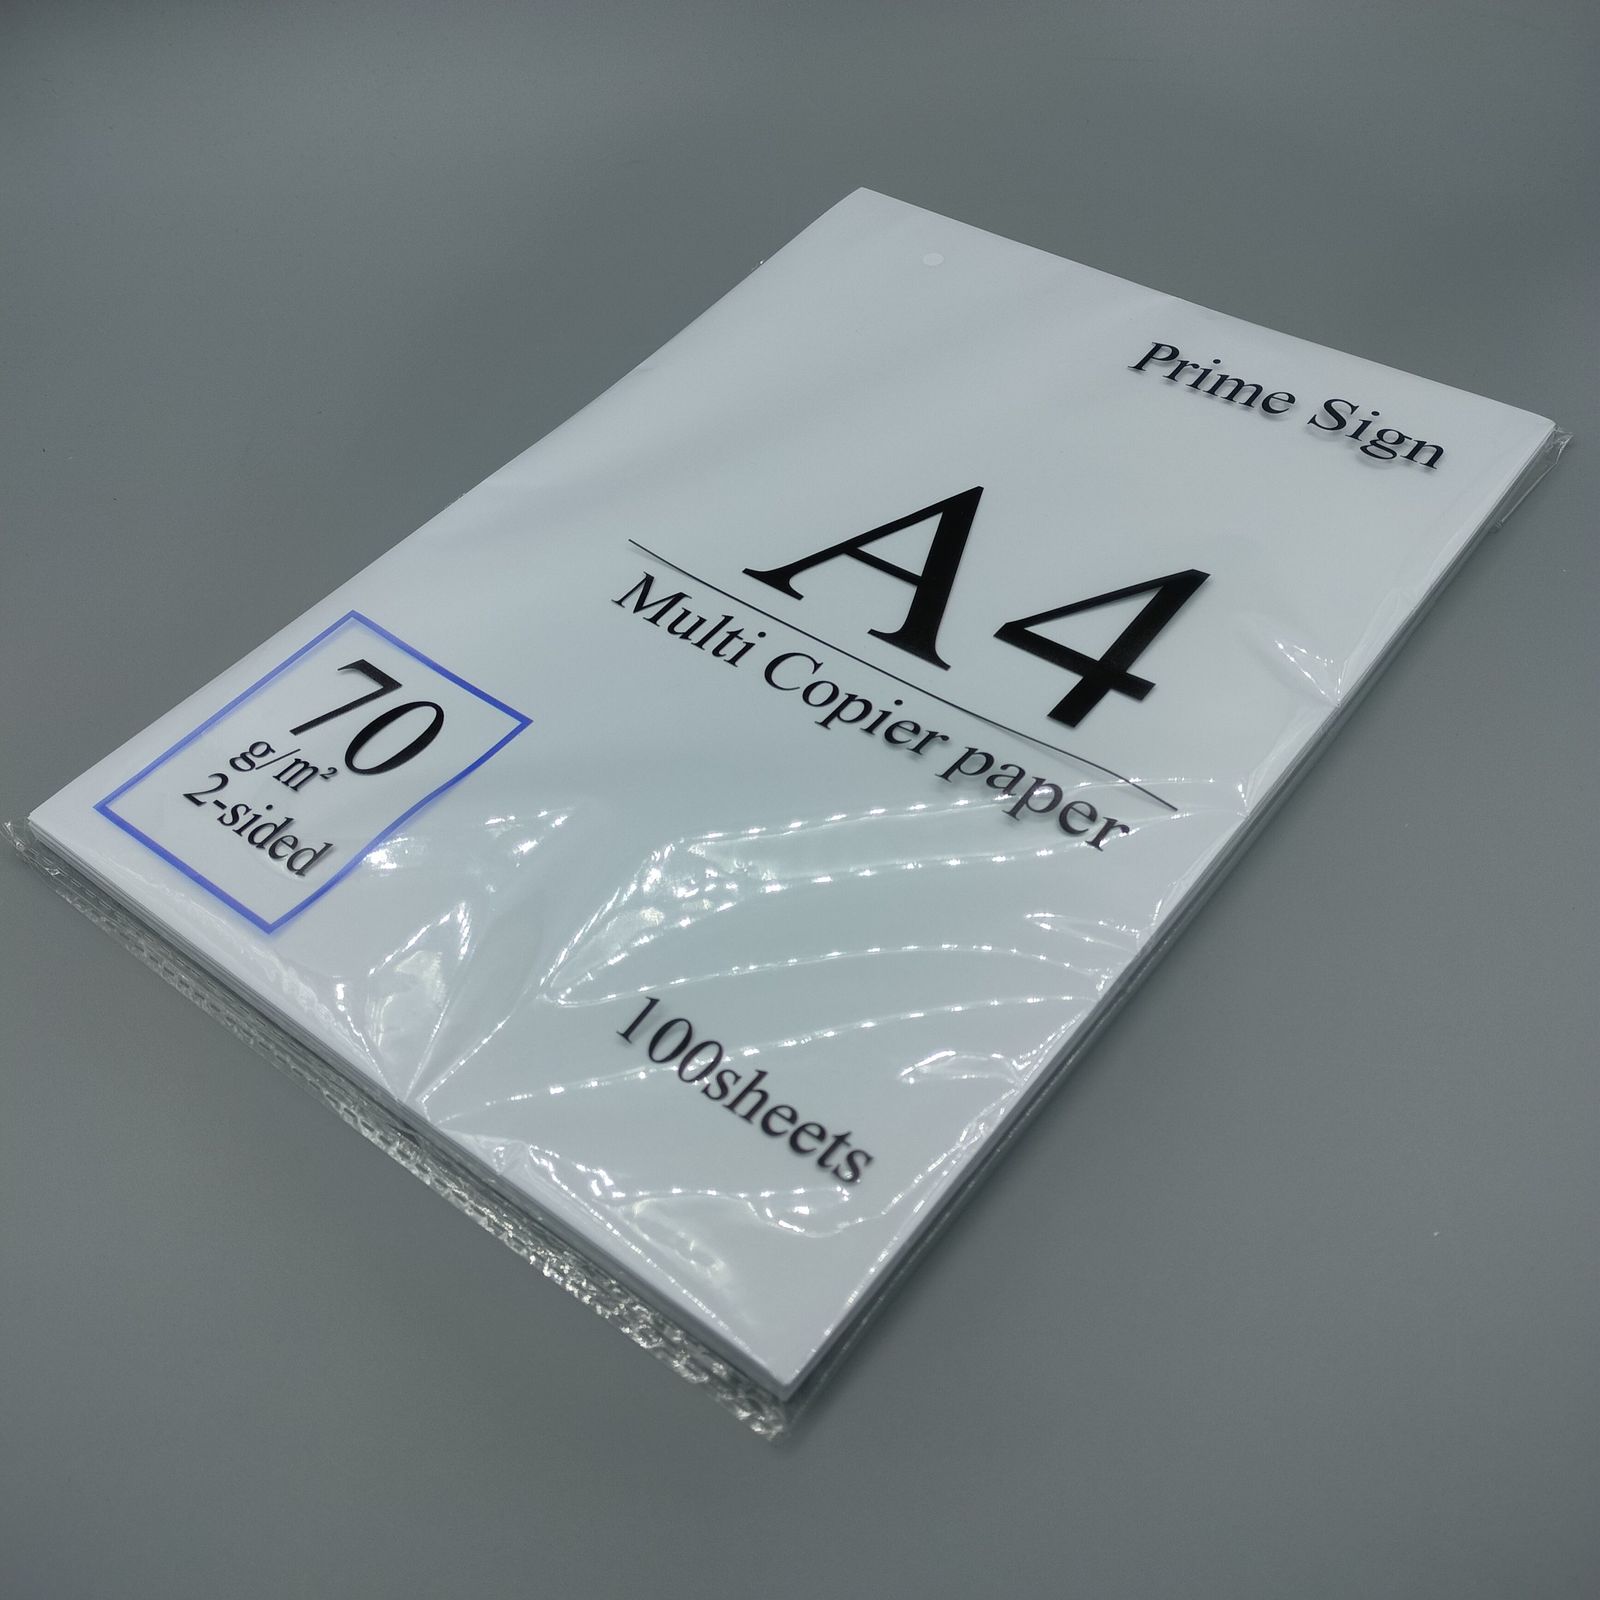 Prime Sign
A4
Multi Copier paper
70
g/m²
2-sided
100sheets